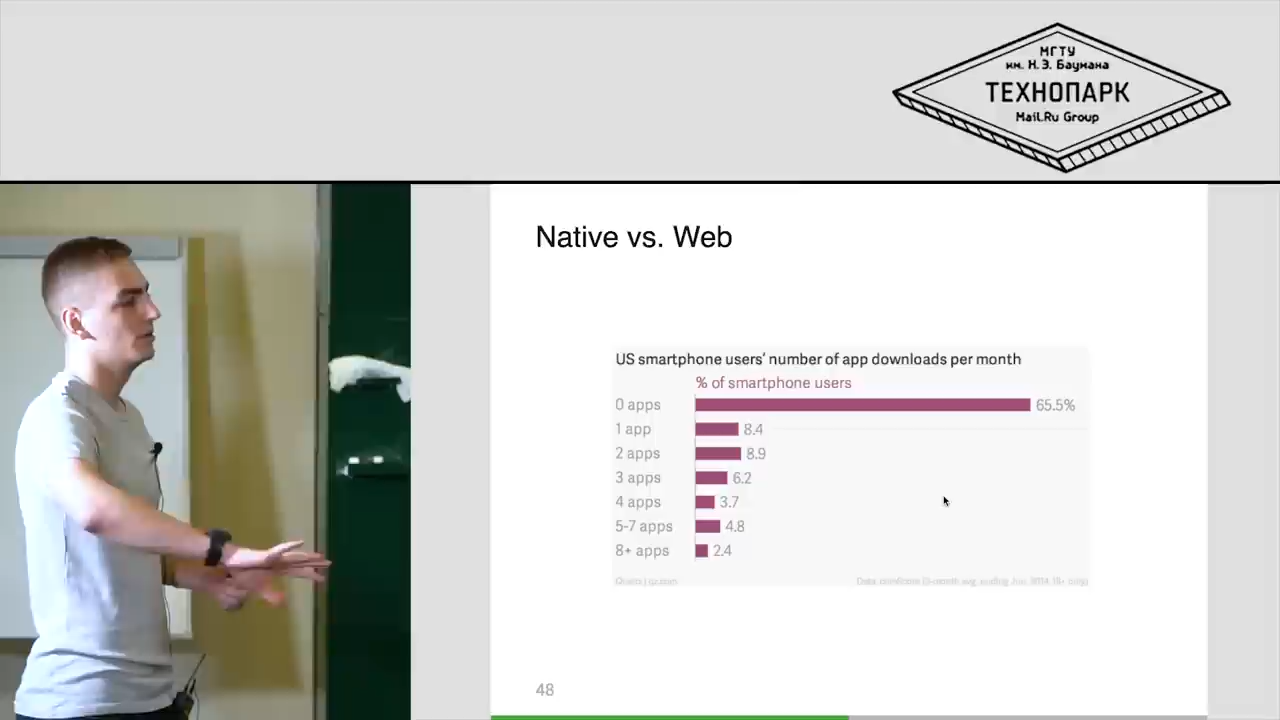 МГТУ
им. Н.Э. Баумана
ТЕХНОПАРК
Mail.Ru Group
Native vs. Web
US smartphone users' number of app downloads per month
% of smartphone users
0 apps 65.5%
1 app 8.4
2 apps 8.9
3 apps 6.2
4 apps 3.7
5-7 apps 4.8
8+ apps 2.4
48